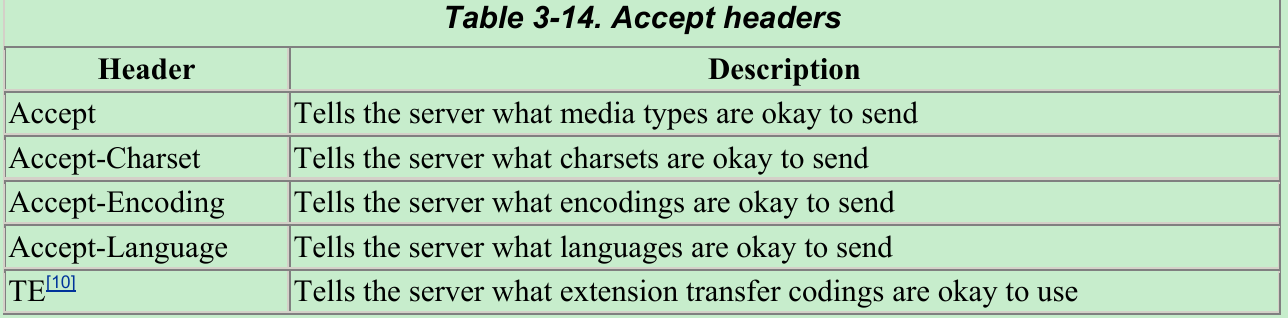 Table 3-14. Accept headers
Header Description
Accept Tells the server what media types are okay to send
Accept-Charset Tells the server what charsets are okay to send
Accept-Encoding Tells the server what encodings are okay to send
Accept-Language Tells the server what languages are okay to send
TE[10] Tells the server what extension transfer codings are okay to use